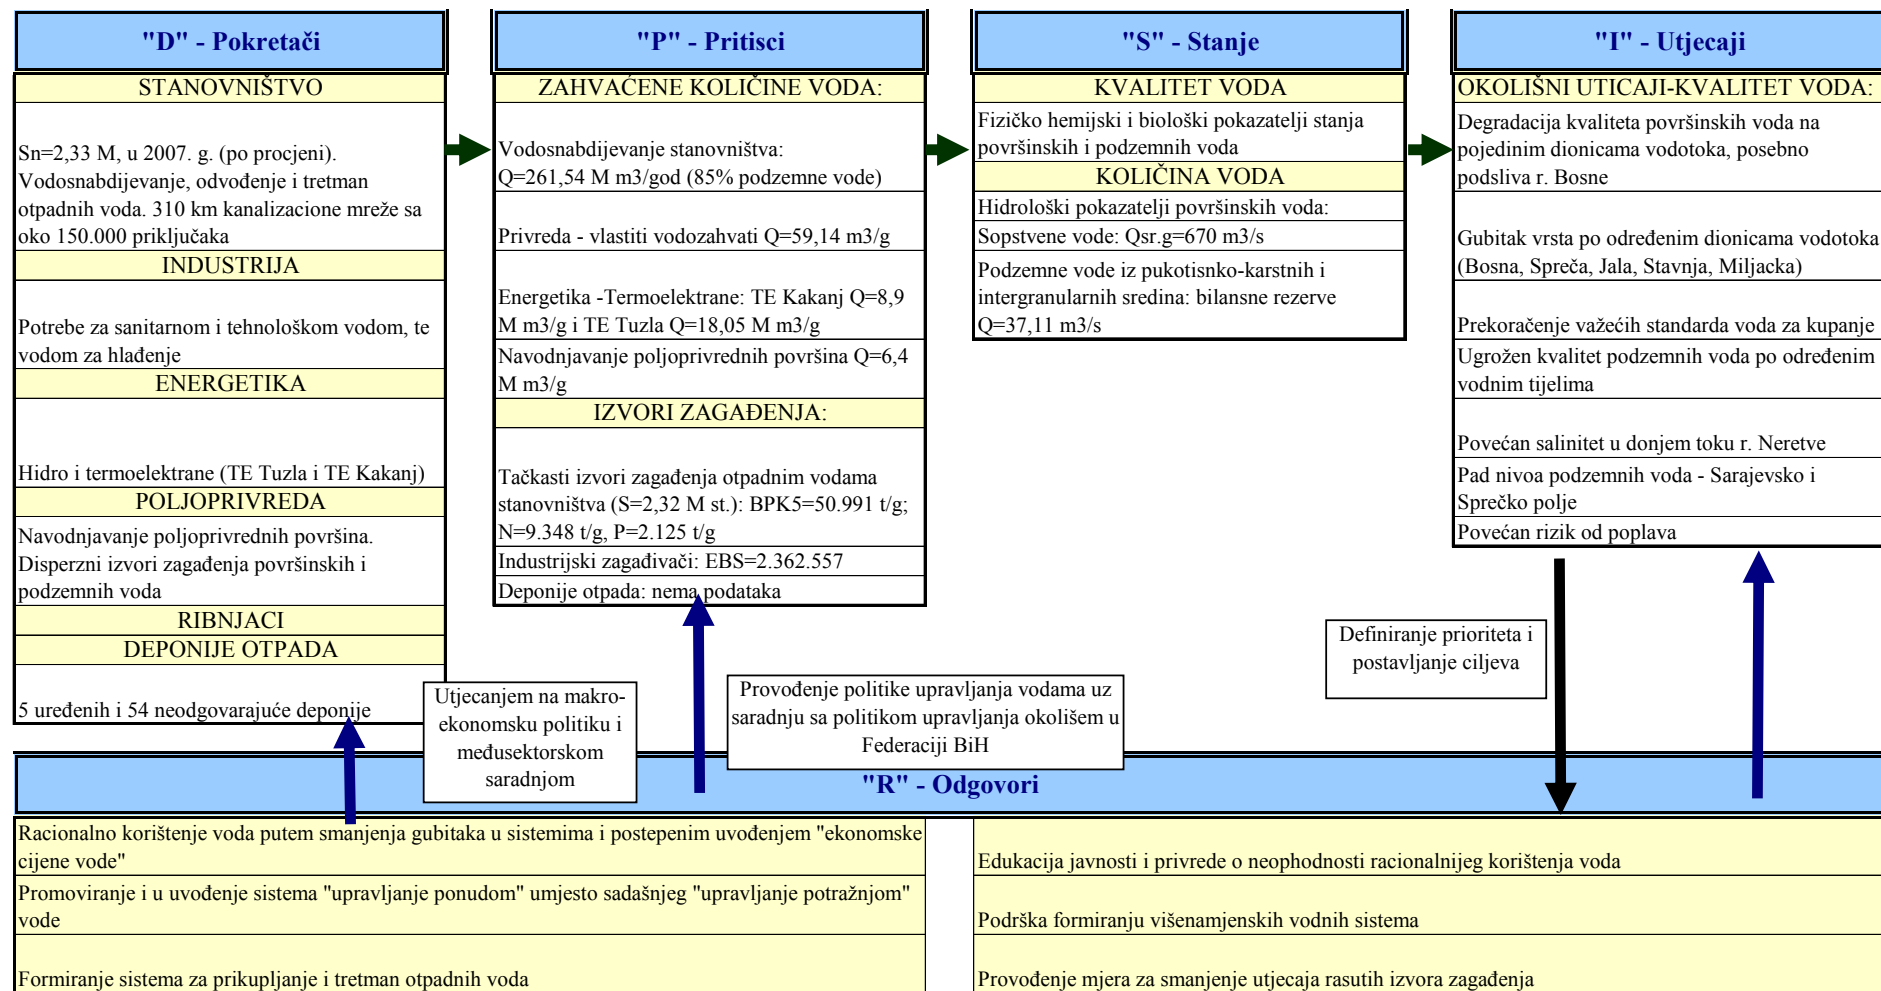 "D" - Pokretači
STANOVNIŠTVO
Sn=2,33 M, u 2007. g. (po procjeni).
Vodosnabdijevanje, odvođenje i tretman
otpadnih voda. 310 km kanalizacione mreže sa
oko 150.000 priključaka
INDUSTRIJA
Potrebe za sanitarnom i tehnološkom vodom, te
vodom za hlađenje
ENERGETIKA
Hidro i termoelektrane (TE Tuzla i TE Kakanj)
POLJOPRIVREDA
Navodnjavanje poljoprivrednih površina.
Disperzni izvori zagađenja površinskih i
podzemnih voda
RIBNJACI
DEPONIJE OTPADA
5 uređenih i 54 neodgovarajuće deponije
"P" - Pritisci
ZAHVAĆENE KOLIČINE VODA:
Vodosnabdijevanje stanovništva:
Q=261,54 M m3/god (85% podzemne vode)
Privreda - vlastiti vodozahvati Q=59,14 m3/g
Energetika -Termoelektrane: TE Kakanj Q=8,9
M m3/g i TE Tuzla Q=18,05 M m3/g
Navodnjavanje poljoprivrednih površina Q=6,4
M m3/g
IZVORI ZAGAĐENJA:
Tačkasti izvori zagađenja otpadnim vodama
stanovništva (S=2,32 M st.): BPK5=50.991 t/g;
N=9.348 t/g, P=2.125 t/g
Industrijski zagađivači: EBS=2.362.557
Deponije otpada: nema podataka
"S" - Stanje
KVALITET VODA
Fizičko hemijski i biološki pokazatelji stanja
površinskih i podzemnih voda
KOLIČINA VODA
Hidrološki pokazatelji površinskih voda:
Sopstvene vode: Qsr.g=670 m3/s
Podzemne vode iz pukotisnko-karstnih i
intergranularnih sredina: bilansne rezerve
Q=37,11 m3/s
"I" - Utjecaji
OKOLIŠNI UTICAJI-KVALITET VODA:
Degradacija kvaliteta površinskih voda na
pojedinim dionicama vodotoka, posebno
podsliva r. Bosne
Gubitak vrsta po određenim dionicama vodotoka
(Bosna, Spreča, Jala, Stavnja, Miljacka)
Prekoračenje važećih standarda voda za kupanje
Ugrožen kvalitet podzemnih voda po određenim
vodnim tijelima
Povećan salinitet u donjem toku r. Neretve
Pad nivoa podzemnih voda - Sarajevsko i
Sprečko polje
Povećan rizik od poplava
Utjecanjem na makro-
ekonomsku politiku i
međusektorskom
saradnjom
Provođenje politike upravljanja vodama uz
saradnju sa politikom upravljanja okolišem u
Federaciji BiH
Definiranje prioriteta i
postavljanje ciljeva
"R" - Odgovori
Racionalno korištenje voda putem smanjenja gubitaka u sistemima i postepenim uvođenjem "ekonomske
cijene vode"
Promoviranje i u uvođenje sistema "upravljanje ponudom" umjesto sadašnjeg "upravljanje potražnjom"
vode
Formiranje sistema za prikupljanje i tretman otpadnih voda
Edukacija javnosti i privrede o neophodnosti racionalnijeg korištenja voda
Podrška formiranju višenamjenskih vodnih sistema
Provođenje mjera za smanjenje utjecaja rasutih izvora zagađenja